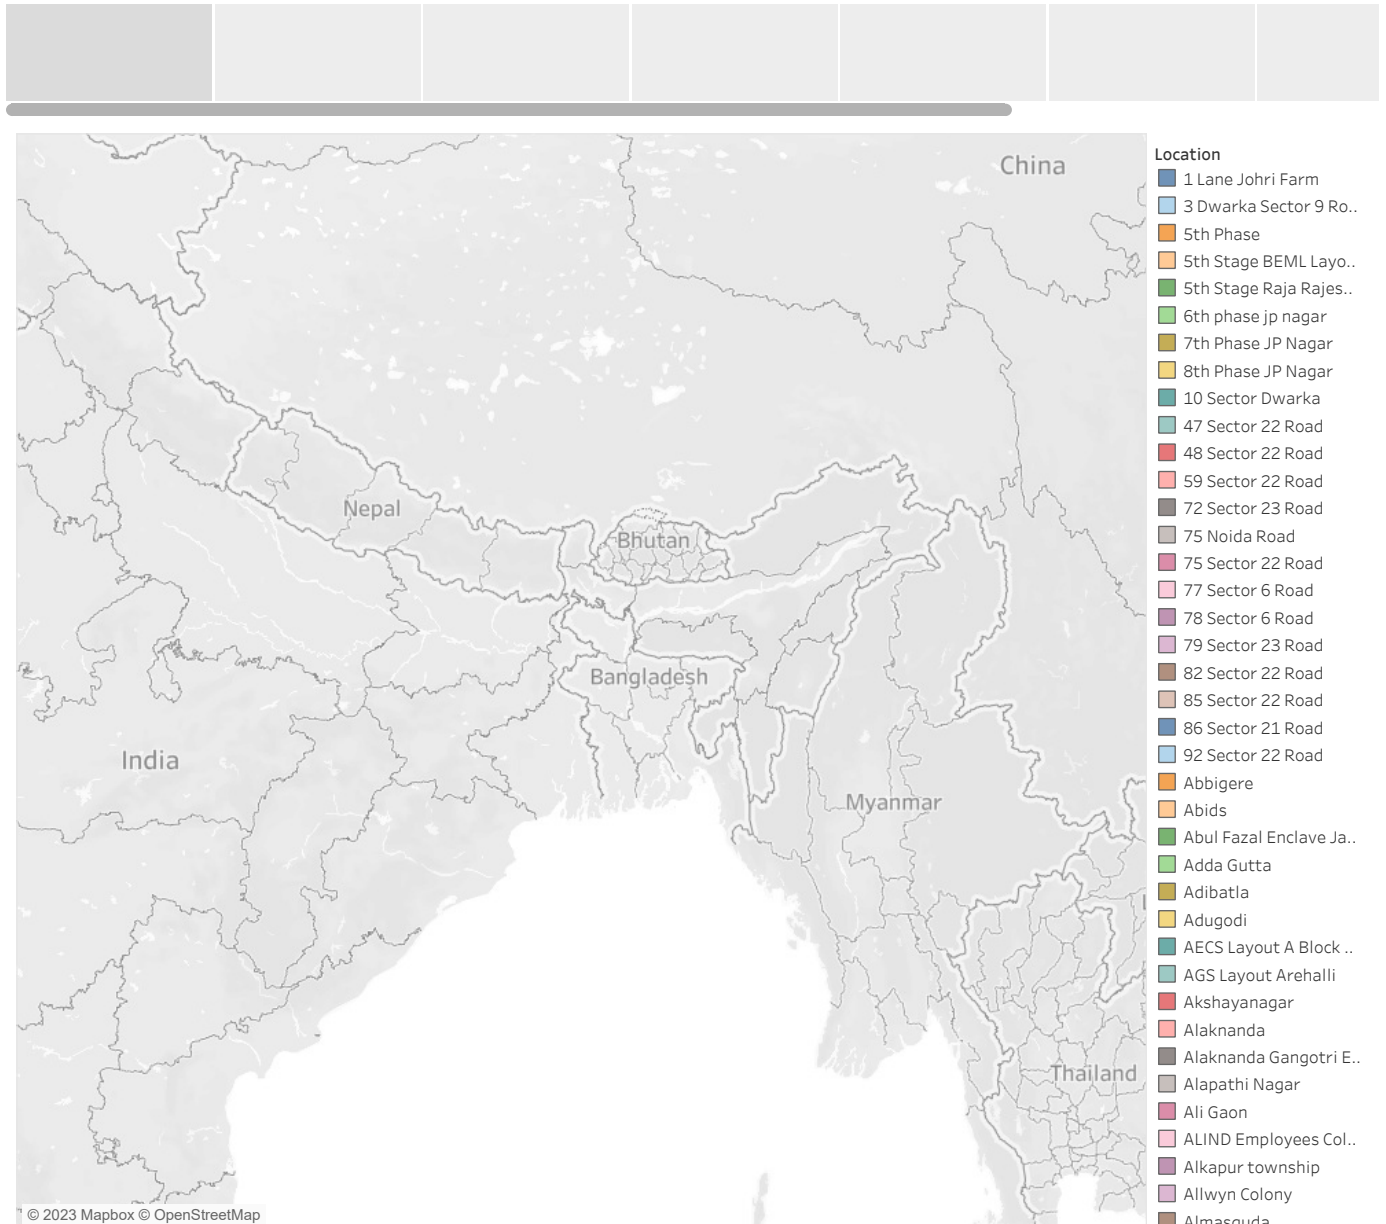 China
Nepal
Bhutan
Bangladesh
India
Myanmar
Thailand
© 2023 Mapbox © OpenStreetMap
Location
1 Lane Johri Farm
3 Dwarka Sector 9 Ro..
5th Phase
5th Stage BEML Layo..
5th Stage Raja Rajes..
6th phase jp nagar
7th Phase JP Nagar
8th Phase JP Nagar
10 Sector Dwarka
47 Sector 22 Road
48 Sector 22 Road
59 Sector 22 Road
72 Sector 23 Road
75 Noida Road
75 Sector 22 Road
77 Sector 6 Road
78 Sector 6 Road
79 Sector 23 Road
82 Sector 22 Road
85 Sector 22 Road
86 Sector 21 Road
92 Sector 22 Road
Abbigere
Abids
Abul Fazal Enclave Ja..
Adda Gutta
Adibatla
Adugodi
AECS Layout A Block ..
AGS Layout Arehalli
Akshayanagar
Alaknanda
Alaknanda Gangotri E..
Alapathi Nagar
Ali Gaon
ALIND Employees Col..
Alkapur township
Allwyn Colony
Almasguda